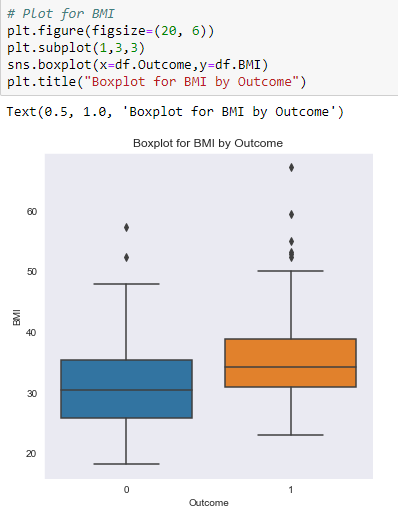 # Plot for BMI
plt.figure(figsize=(20, 6))
plt.subplot(1,3,3)
sns.boxplot(x=df.Outcome,y=df.BMI)
plt.title("Boxplot for BMI by Outcome")
Text(0.5, 1.0, 'Boxplot for BMI by Outcome')
Boxplot for BMI by Outcome
60
50
40
30
20
BMI
0 1
Outcome